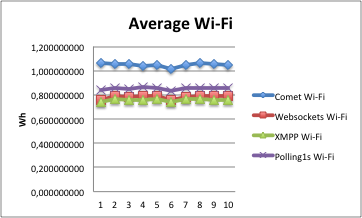 Average Wi-Fi
1,200000000
1,000000000
0,800000000
0,600000000
0,400000000
0,200000000
0,000000000
Wh
1 2 3 4 5 6 7 8 9 10
Comet Wi-Fi
Websockets Wi-Fi
XMPP Wi-Fi
Polling1s Wi-Fi